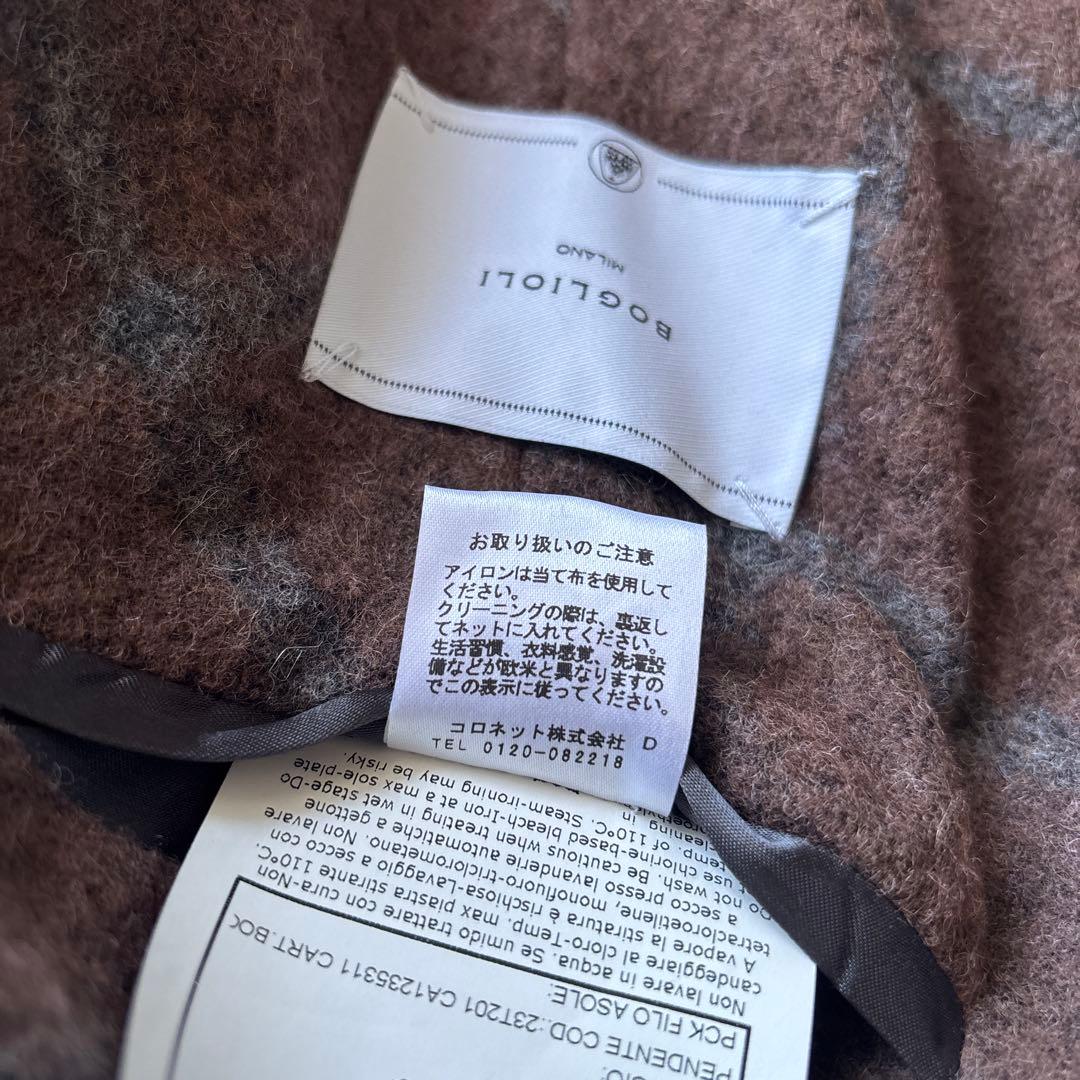 BOGLIOLI
MILANO
お取り扱いのご注意
アイロンは当て布を使用して
ください。
クリーニングの際は、裏返し
てネットに入れてください。
生活習慣、衣料感覚、洗濯設
備などが欧米と異なりますの
でこの表示に従ってください。
コロネット株式会社 D
TEL 0120-082218
PENDENTE COD.:23T201 CA1235311 CART.BOX
PCK FILO ASOLE:
Non lavare in acqua. Se umido trattare con cura-Non
candeggiare al cloro-Temp. max plastra stirante 110°C.
A vapore la stiratura è rischiosa-Lavaggio a secco con
tetracloroetilene, monofluoro-triclorometano. Non lavare
a secco presso lavanderie automatiche a gettone
use wash. Be cautious when treating in wet stage-Do
not use chlorine-based bleach-Iron at a max sole-plate
temp. of 110°C. Steam-ironing may be risky.